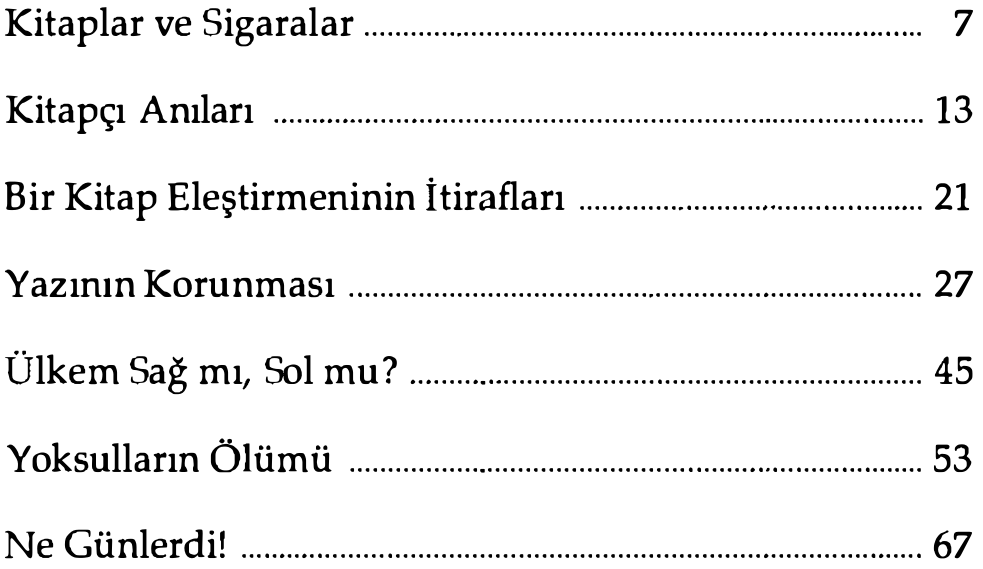 Kitaplar ve Sigaralar ........................................................................ 7
Kitapçı Anıları ........................................................................ 13
Bir Kitap Eleştirmeninin İtirafları ................................................ 21
Yazının Korunması ................................................................ 27
Ülkem Sağ mı, Sol mu? ........................................................ 45
Yoksulların Ölümü ................................................................ 53
Ne Günlerdi! ........................................................................ 67